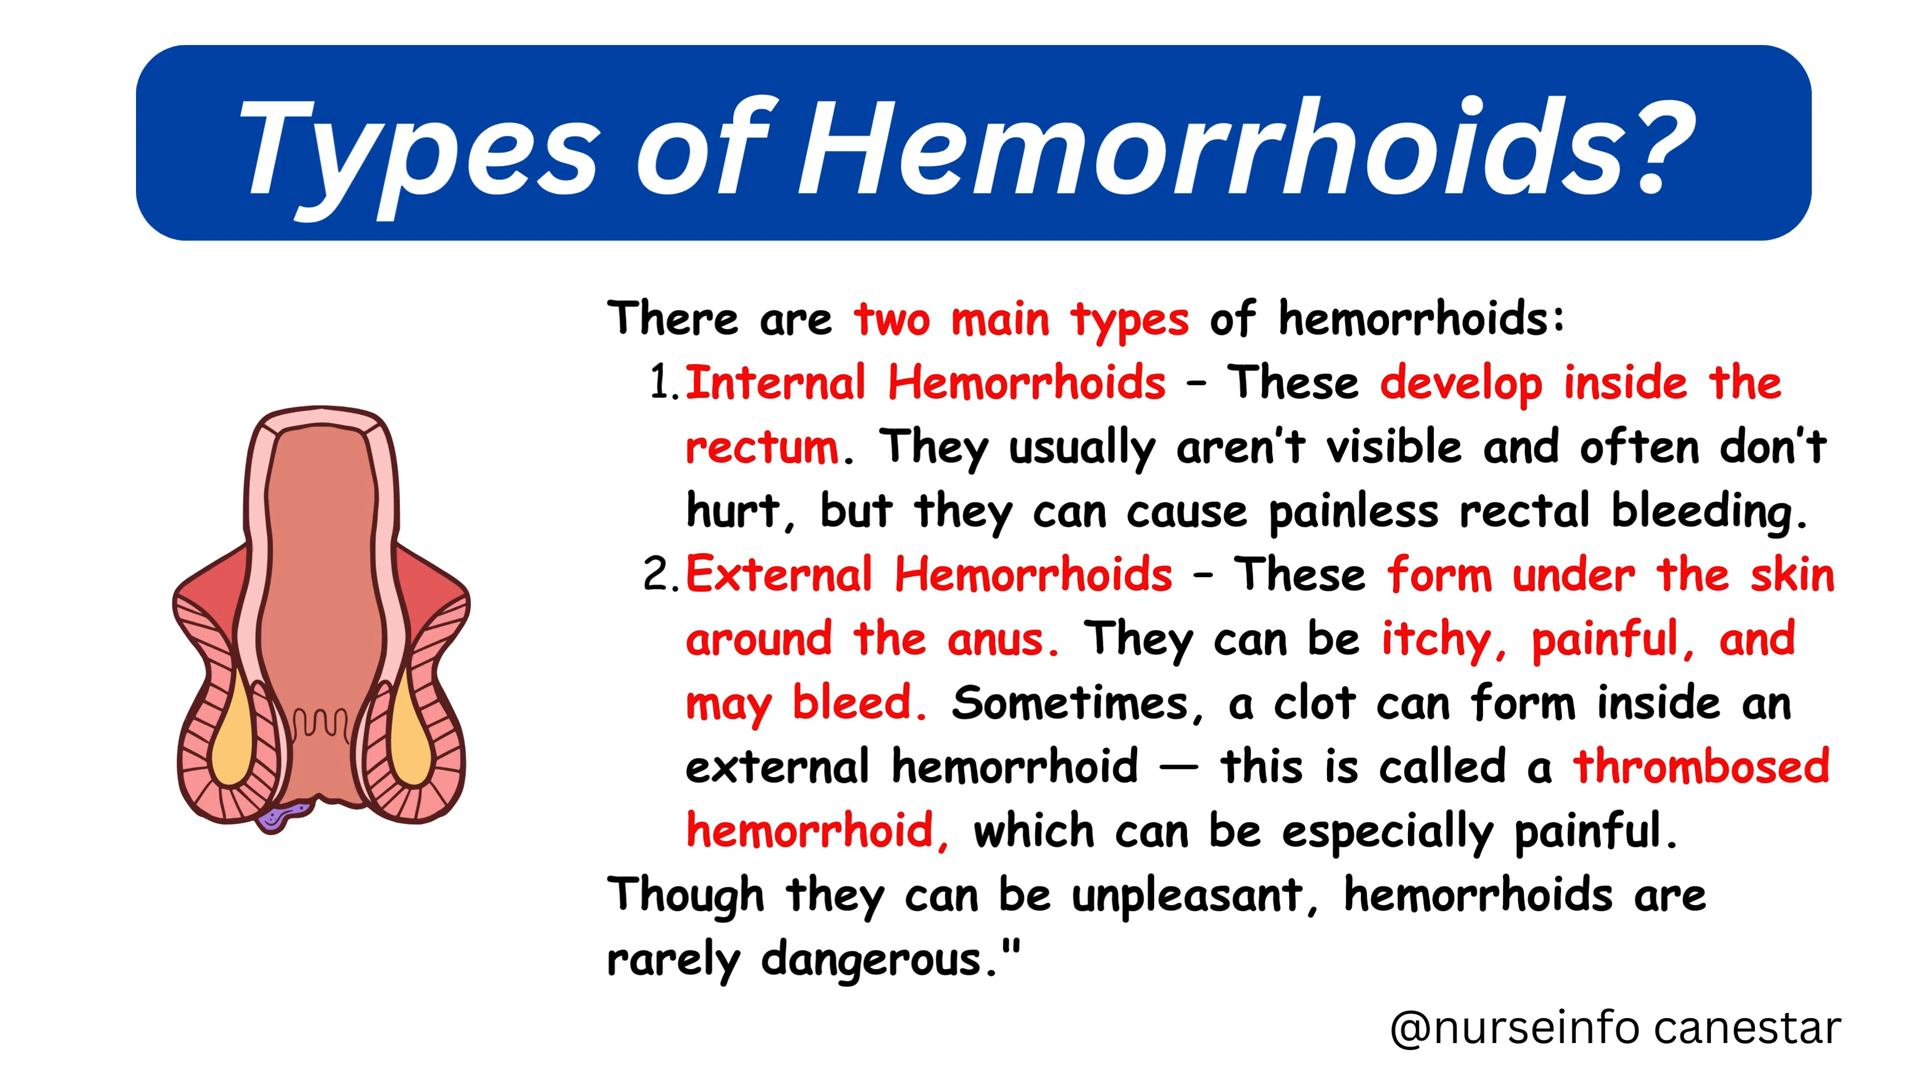 Types of Hemorrhoids?
There are two main types of hemorrhoids:
1. Internal Hemorrhoids – These develop inside the
rectum. They usually aren't visible and often don't
hurt, but they can cause painless rectal bleeding.
2. External Hemorrhoids – These form under the skin
around the anus. They can be itchy, painful, and
may bleed. Sometimes, a clot can form inside an
external hemorrhoid — this is called a thrombosed
hemorrhoid, which can be especially painful.
Though they can be unpleasant, hemorrhoids are
rarely dangerous."
@nurseinfo canestar